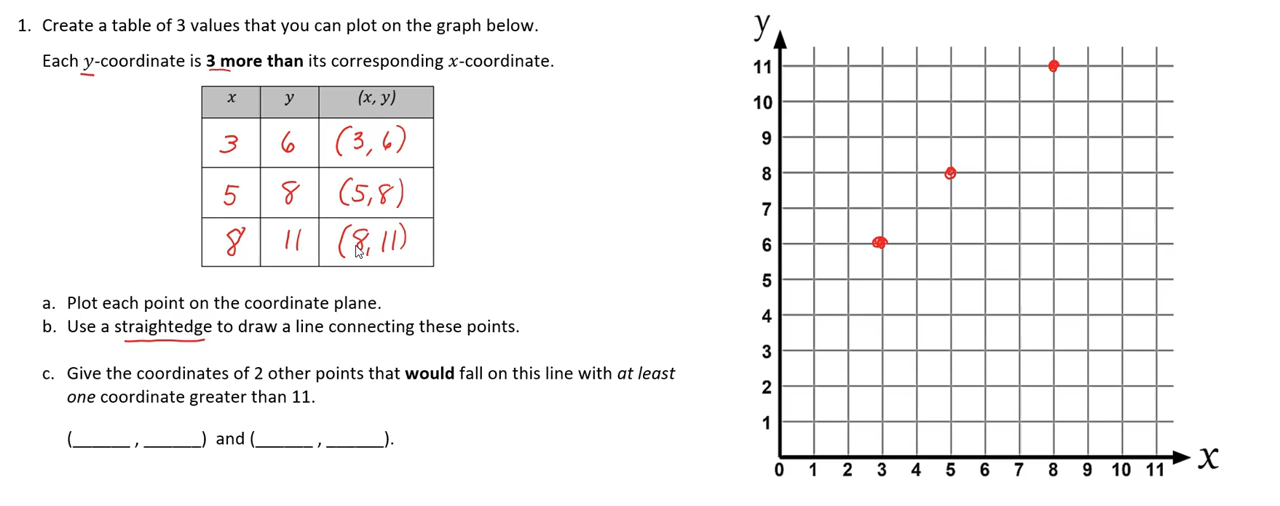 1. Create a table of 3 values that you can plot on the graph below.
Each y-coordinate is 3 more than its corresponding x-coordinate.
x y (x, y)
3 6 (3, 6)
5 8 (5, 8)
8 11 (8, 11)
a. Plot each point on the coordinate plane.
b. Use a straightedge to draw a line connecting these points.
c. Give the coordinates of 2 other points that would fall on this line with at least
one coordinate greater than 11.
(______ , ______) and (______ , ______).
y
11
10
9
8
7
6
5
4
3
2
1
0 1 2 3 4 5 6 7 8 9 10 11
x